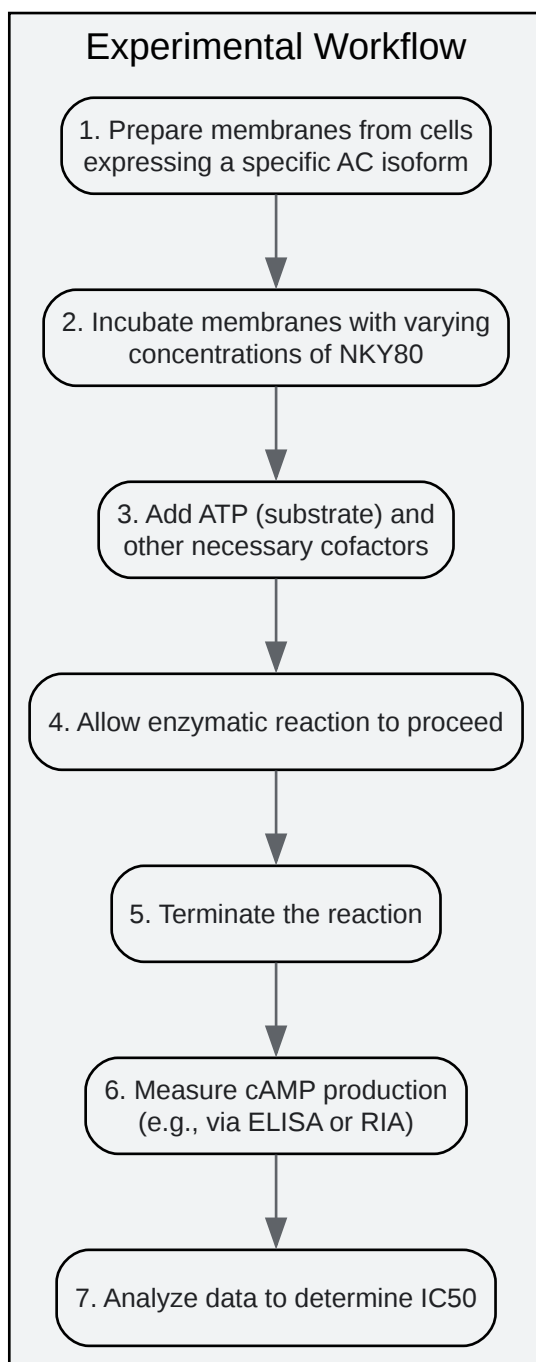 Experimental Workflow
1. Prepare membranes from cells
expressing a specific AC isoform
2. Incubate membranes with varying
concentrations of NKY80
3. Add ATP (substrate) and
other necessary cofactors
4. Allow enzymatic reaction to proceed
5. Terminate the reaction
6. Measure cAMP production
(e.g., via ELISA or RIA)
7. Analyze data to determine IC50